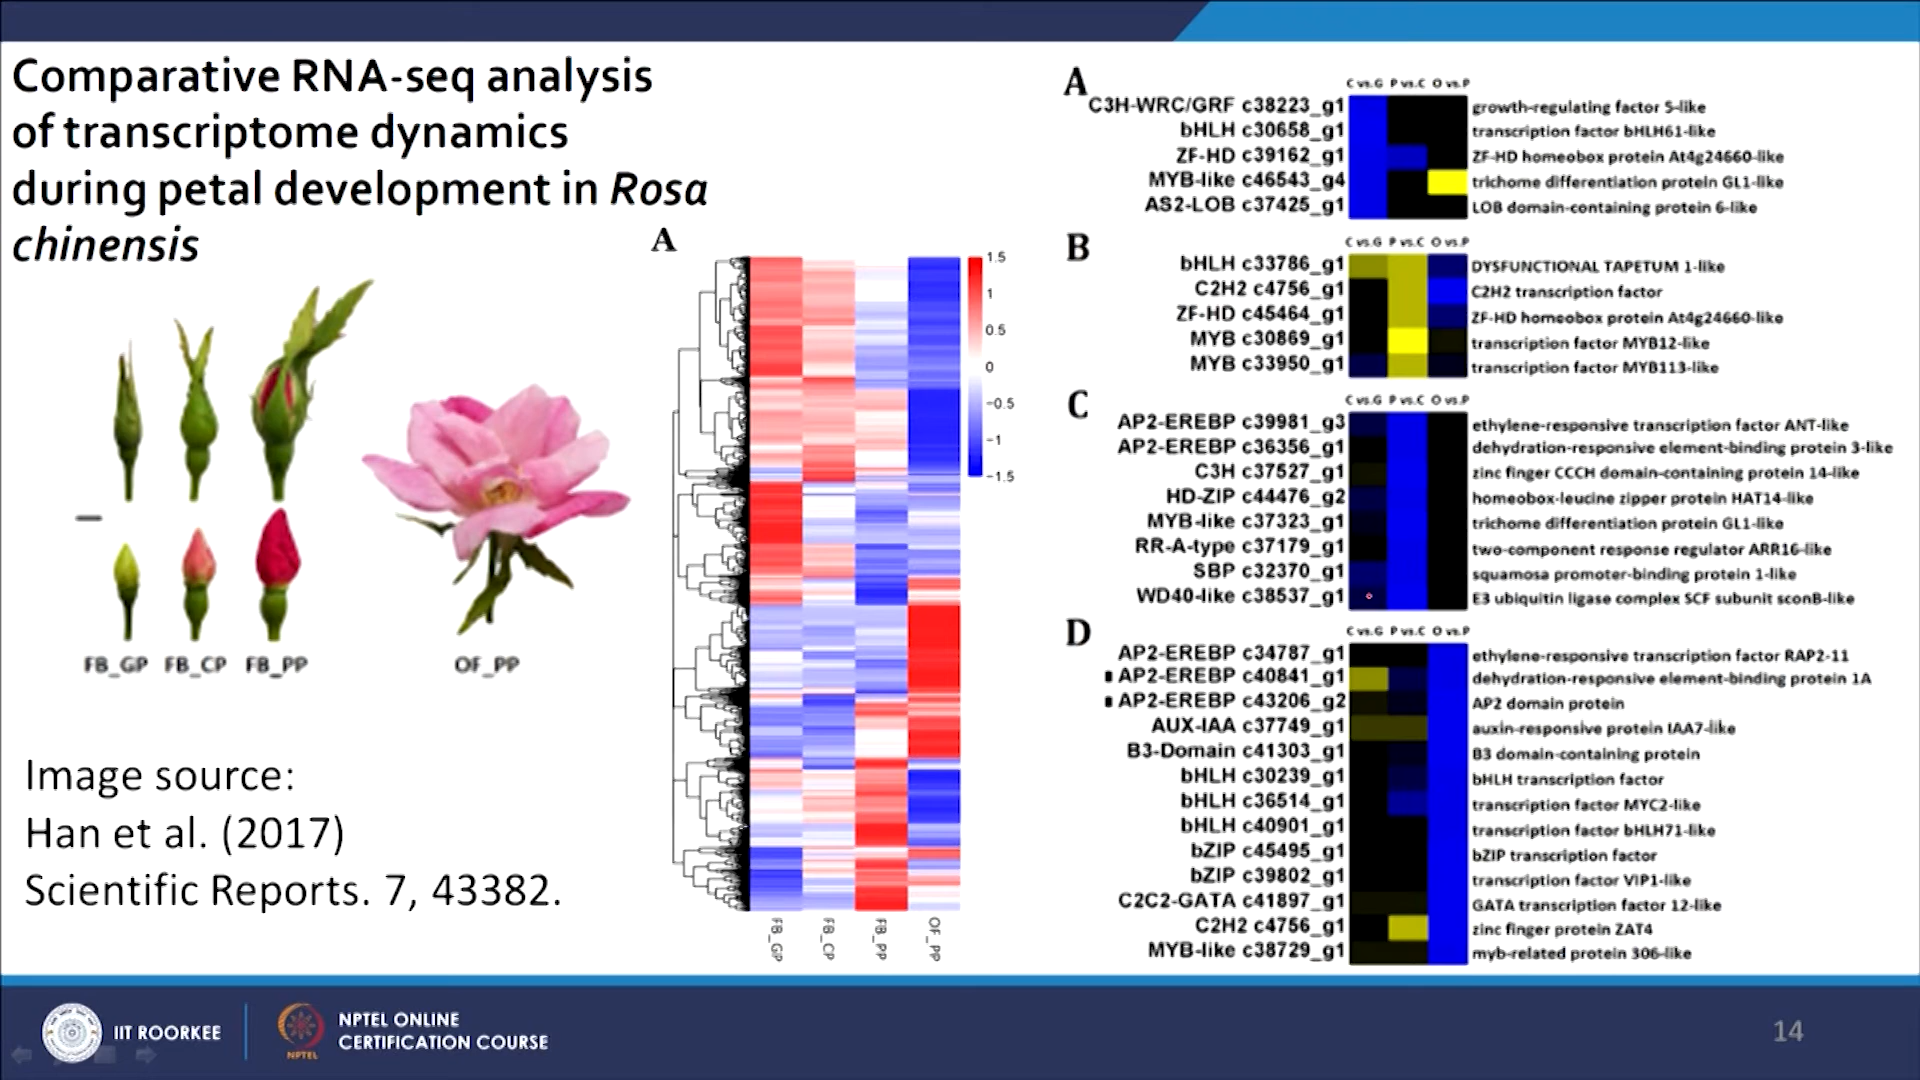 Comparative RNA-seq analysis
of transcriptome dynamics
during petal development in Rosa
chinensis
FB_GP FB_CP FB_PP OF_PP
Image source:
Han et al. (2017)
Scientific Reports. 7, 43382.
A
1.5
1
0.5
0
-0.5
-1
-1.5
FB_GP FB_CP FB_PP OF_PP
A
C vs.G P vs.C O vs.P
C3H-WRC/GRF c38223_g1 growth-regulating factor 5-like
bHLH c30658_g1 transcription factor bHLH61-like
ZF-HD c39162_g1 ZF-HD homeobox protein At4g24660-like
MYB-like c46543_g4 trichome differentiation protein GL1-like
AS2-LOB c37425_g1 LOB domain-containing protein 6-like
B
C vs.G P vs.C O vs.P
bHLH c33786_g1 DYSFUNCTIONAL TAPETUM 1-like
C2H2 c4756_g1 C2H2 transcription factor
ZF-HD c45464_g1 ZF-HD homeobox protein At4g24660-like
MYB c30869_g1 transcription factor MYB12-like
MYB c33950_g1 transcription factor MYB113-like
C
C vs.G P vs.C O vs.P
AP2-EREBP c39981_g3 ethylene-responsive transcription factor ANT-like
AP2-EREBP c36356_g1 dehydration-responsive element-binding protein 3-like
C3H c37527_g1 zinc finger CCCH domain-containing protein 14-like
HD-ZIP c44476_g2 homeobox-leucine zipper protein HAT14-like
MYB-like c37323_g1 trichome differentiation protein GL1-like
RR-A-type c37179_g1 two-component response regulator ARR16-like
SBP c32370_g1 squamosa promoter-binding protein 1-like
WD40-like c38537_g1 E3 ubiquitin ligase complex SCF subunit sconB-like
D
C vs.G P vs.C O vs.P
AP2-EREBP c34787_g1 ethylene-responsive transcription factor RAP2-11
AP2-EREBP c40841_g1 dehydration-responsive element-binding protein 1A
AP2-EREBP c43206_g2 AP2 domain protein
AUX-IAA c37749_g1 auxin-responsive protein IAA7-like
B3-Domain c41303_g1 B3 domain-containing protein
bHLH c30239_g1 bHLH transcription factor
bHLH c36514_g1 transcription factor MYC2-like
bHLH c40901_g1 transcription factor bHLH71-like
bZIP c45495_g1 bZIP transcription factor
bZIP c39802_g1 transcription factor VIP1-like
C2C2-GATA c41897_g1 GATA transcription factor 12-like
C2H2 c4756_g1 zinc finger protein ZAT4
MYB-like c38729_g1 myb-related protein 306-like
IIT ROORKEE
NPTEL
NPTEL ONLINE
CERTIFICATION COURSE
14